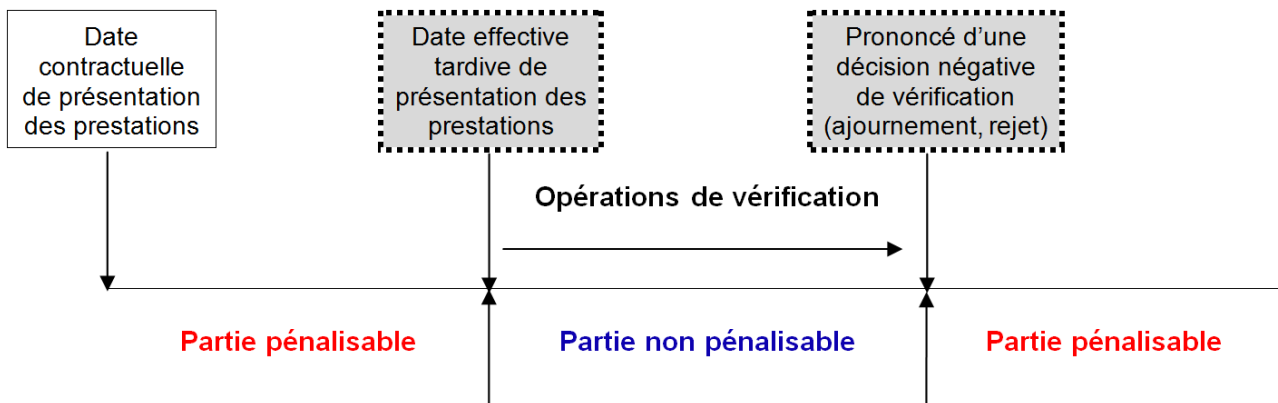 Date
contractuelle
de présentation
des prestations
Date effective
tardive de
présentation des
prestations
Prononcé d’une
décision négative
de vérification
(ajournement, rejet)
Opérations de vérification
Partie pénalisable
Partie non pénalisable
Partie pénalisable